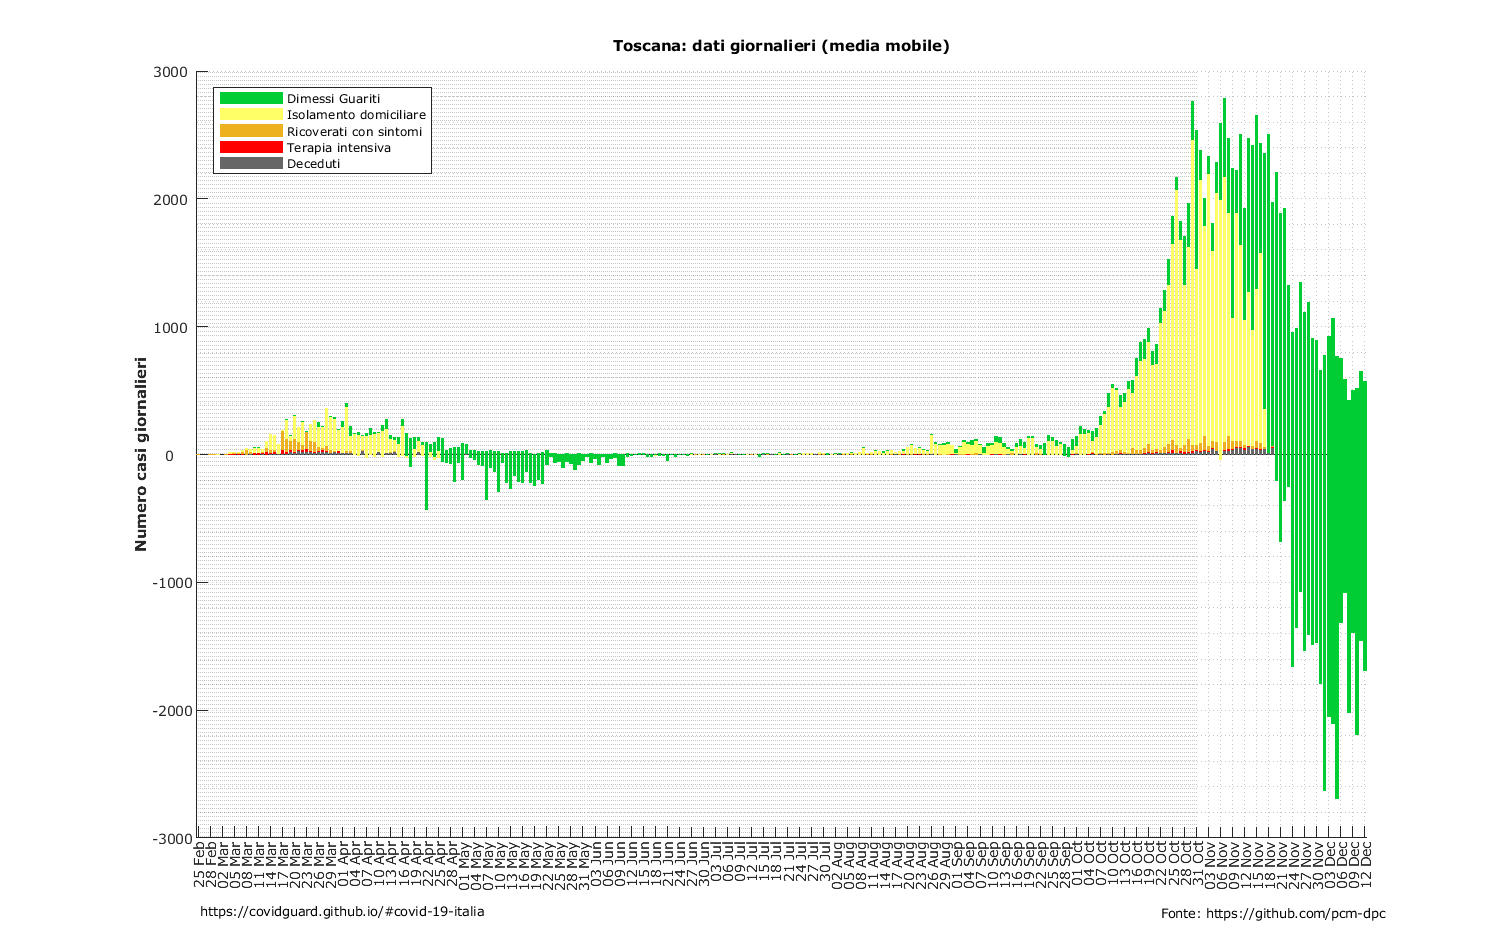 Toscana: dati giornalieri (media mobile)
Dimessi Guariti
Isolamento domiciliare
Ricoverati con sintomi
Terapia intensiva
Deceduti
Numero casi giornalieri
3000
2000
1000
0
-1000
-2000
-3000
25 Feb
28 Feb
02 Mar
05 Mar
08 Mar
11 Mar
14 Mar
17 Mar
20 Mar
23 Mar
26 Mar
29 Mar
01 Apr
04 Apr
07 Apr
10 Apr
13 Apr
16 Apr
19 Apr
22 Apr
25 Apr
28 Apr
01 May
04 May
07 May
10 May
13 May
16 May
19 May
22 May
25 May
28 May
31 May
03 Jun
06 Jun
09 Jun
12 Jun
15 Jun
18 Jun
21 Jun
24 Jun
27 Jun
30 Jun
03 Jul
06 Jul
09 Jul
12 Jul
15 Jul
18 Jul
21 Jul
24 Jul
27 Jul
30 Jul
02 Aug
05 Aug
08 Aug
11 Aug
14 Aug
17 Aug
20 Aug
23 Aug
26 Aug
29 Aug
01 Sep
04 Sep
07 Sep
10 Sep
13 Sep
16 Sep
19 Sep
22 Sep
25 Sep
28 Sep
01 Oct
04 Oct
07 Oct
10 Oct
13 Oct
16 Oct
19 Oct
22 Oct
25 Oct
28 Oct
31 Oct
03 Nov
06 Nov
09 Nov
12 Nov
15 Nov
18 Nov
21 Nov
24 Nov
27 Nov
30 Nov
03 Dec
06 Dec
09 Dec
12 Dec
https://covidguard.github.io/#covid-19-italia
Fonte: https://github.com/pcm-dpc